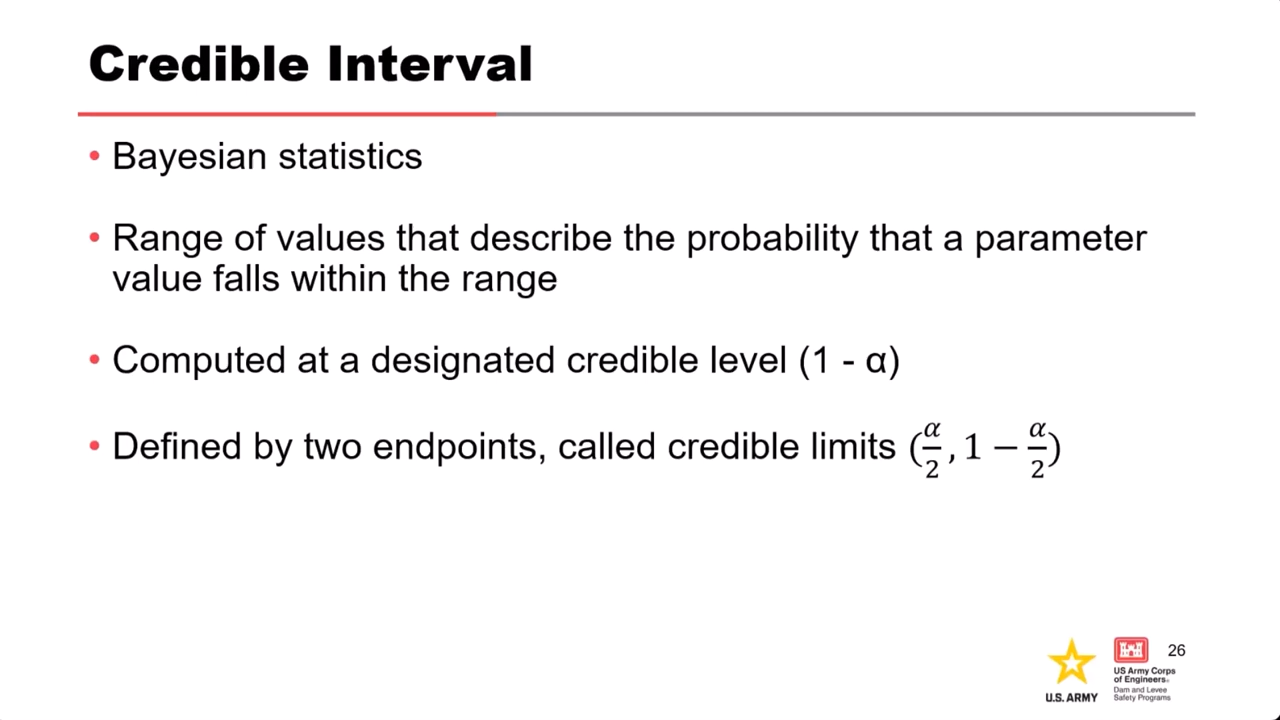 Credible Interval
• Bayesian statistics
• Range of values that describe the probability that a parameter
value falls within the range
• Computed at a designated credible level (1 - α)
• Defined by two endpoints, called credible limits (α/2, 1 − α/2)
26
U.S. ARMY
US Army Corps
of Engineers®
Dam and Levee
Safety Programs